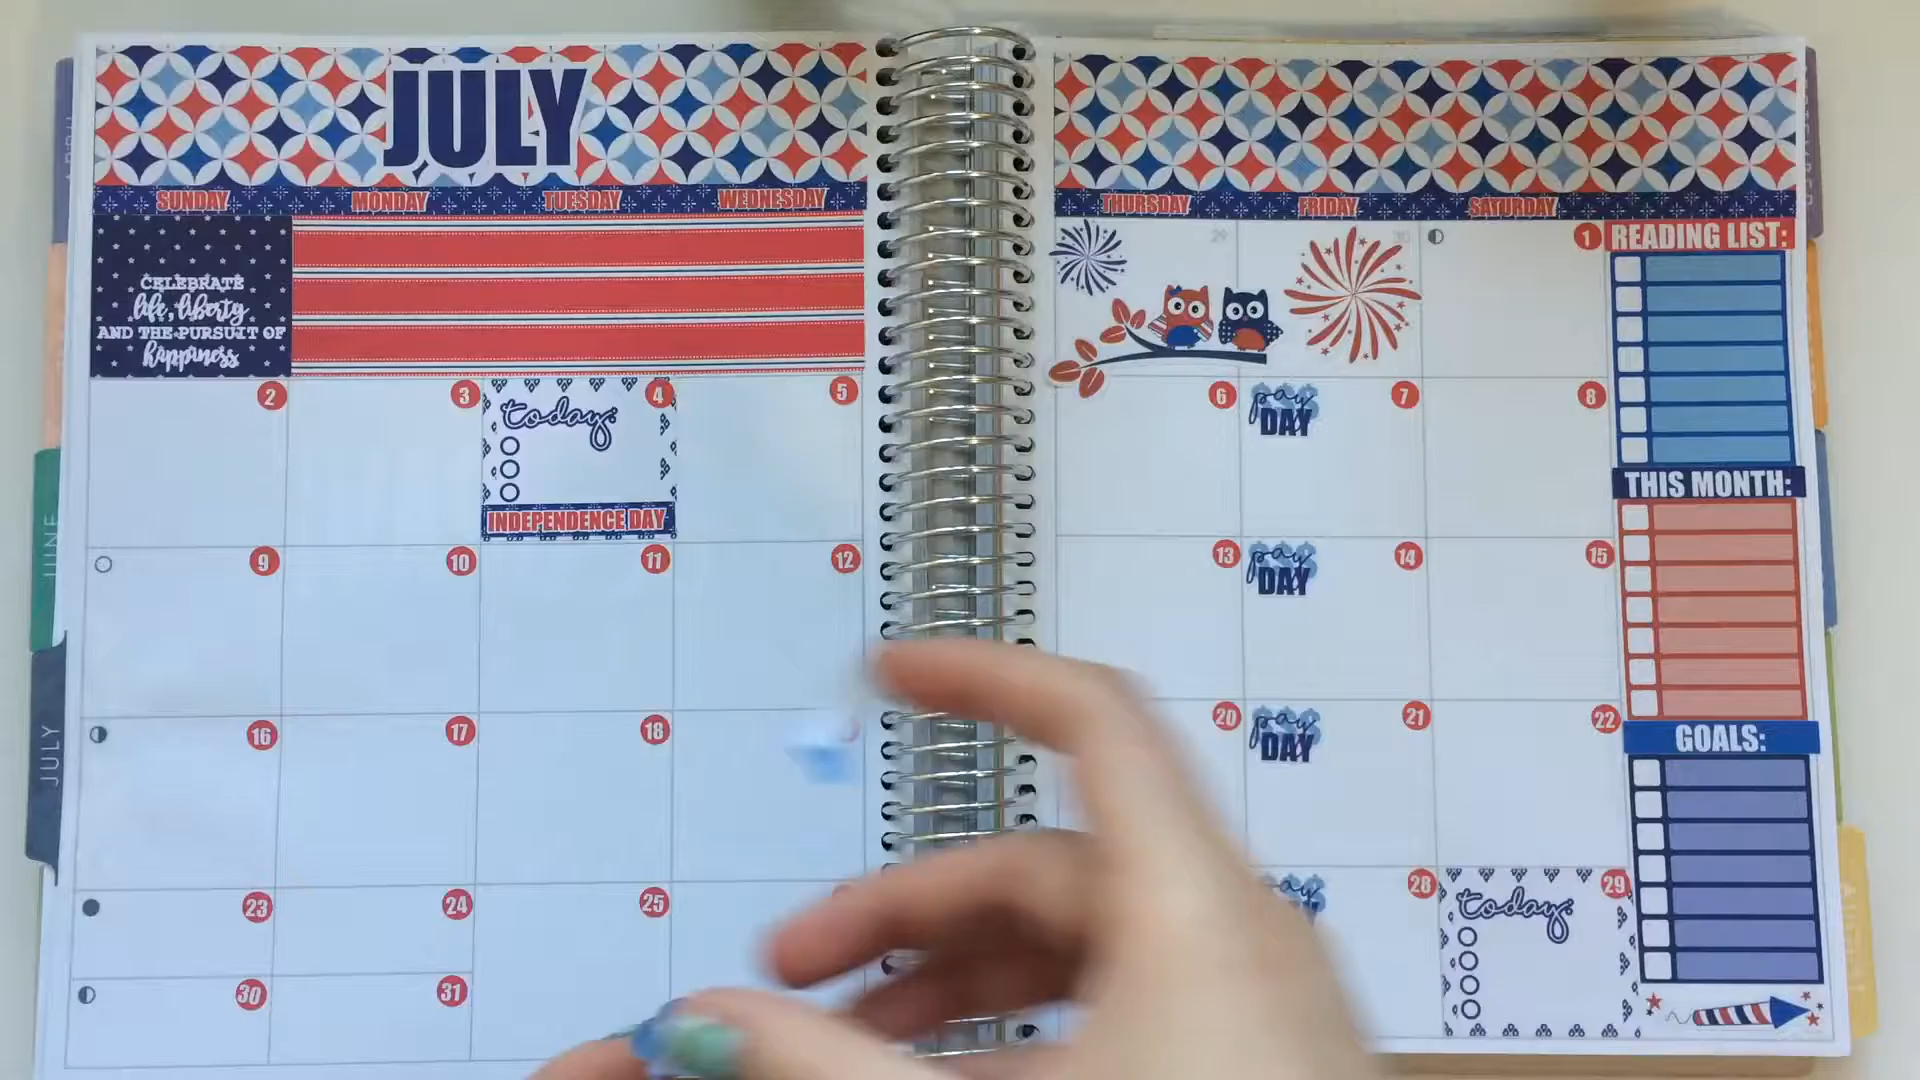 JULY
SUNDAY MONDAY TUESDAY WEDNESDAY THURSDAY FRIDAY SATURDAY
CELEBRATE
life, liberty
AND THE PURSUIT OF
happiness
29 30 1
READING LIST:
2 3 4 5 6 7 8
today:
INDEPENDENCE DAY
pay
DAY
THIS MONTH:
9 10 11 12 13 14 15
pay
DAY
16 17 18 20 21 22
pay
DAY
GOALS:
23 24 25 28 29
pay
today:
30 31
JUNE
JULY